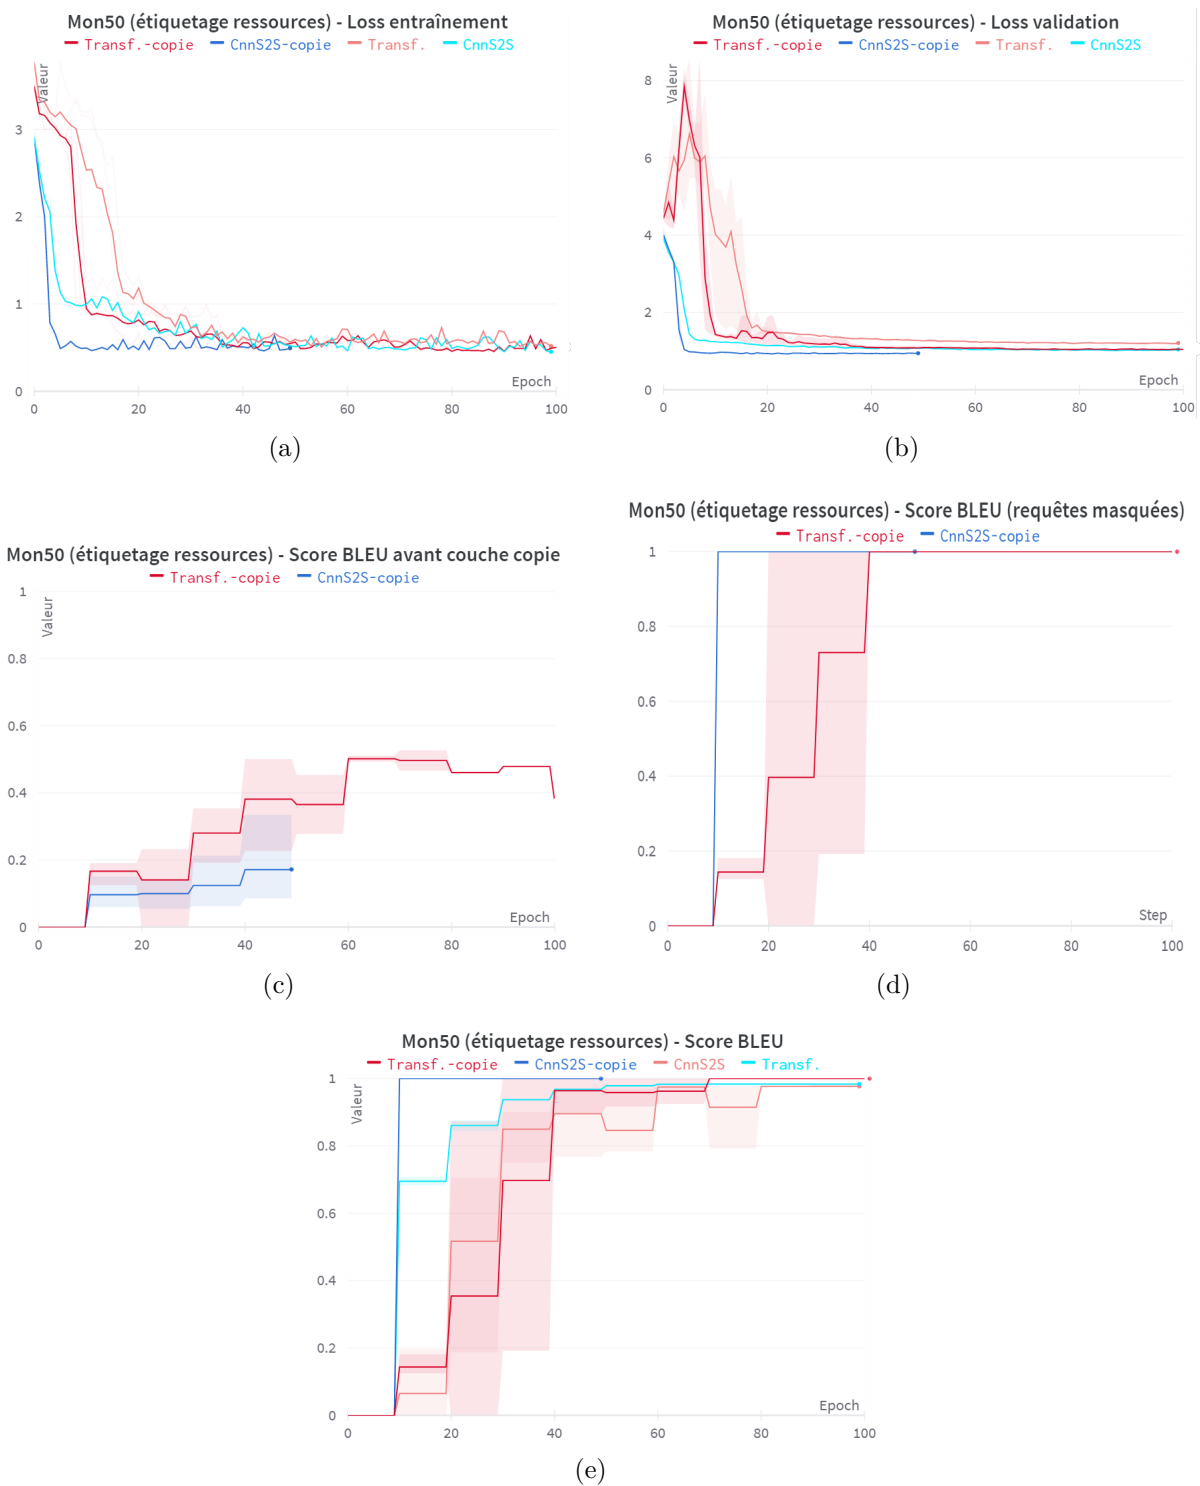 Mon50 (étiquetage ressources) - Loss entraînement
Transf.-copie CnnS2S-copie Transf. CnnS2S
Valeur
3
2
1
0
Epoch
0 20 40 60 80 100
(a)
Mon50 (étiquetage ressources) - Loss validation
Transf.-copie CnnS2S-copie Transf. CnnS2S
Valeur
8
6
4
2
0
Epoch
0 20 40 60 80 100
(b)
Mon50 (étiquetage ressources) - Score BLEU avant couche copie
Transf.-copie CnnS2S-copie
Valeur
1
0.8
0.6
0.4
0.2
0
Epoch
0 20 40 60 80 100
(c)
Mon50 (étiquetage ressources) - Score BLEU (requêtes masquées)
Transf.-copie CnnS2S-copie
1
0.8
0.6
0.4
0.2
0
Step
0 20 40 60 80 100
(d)
Mon50 (étiquetage ressources) - Score BLEU
Transf.-copie CnnS2S-copie CnnS2S Transf.
Valeur
1
0.8
0.6
0.4
0.2
0
Epoch
0 20 40 60 80 100
(e)